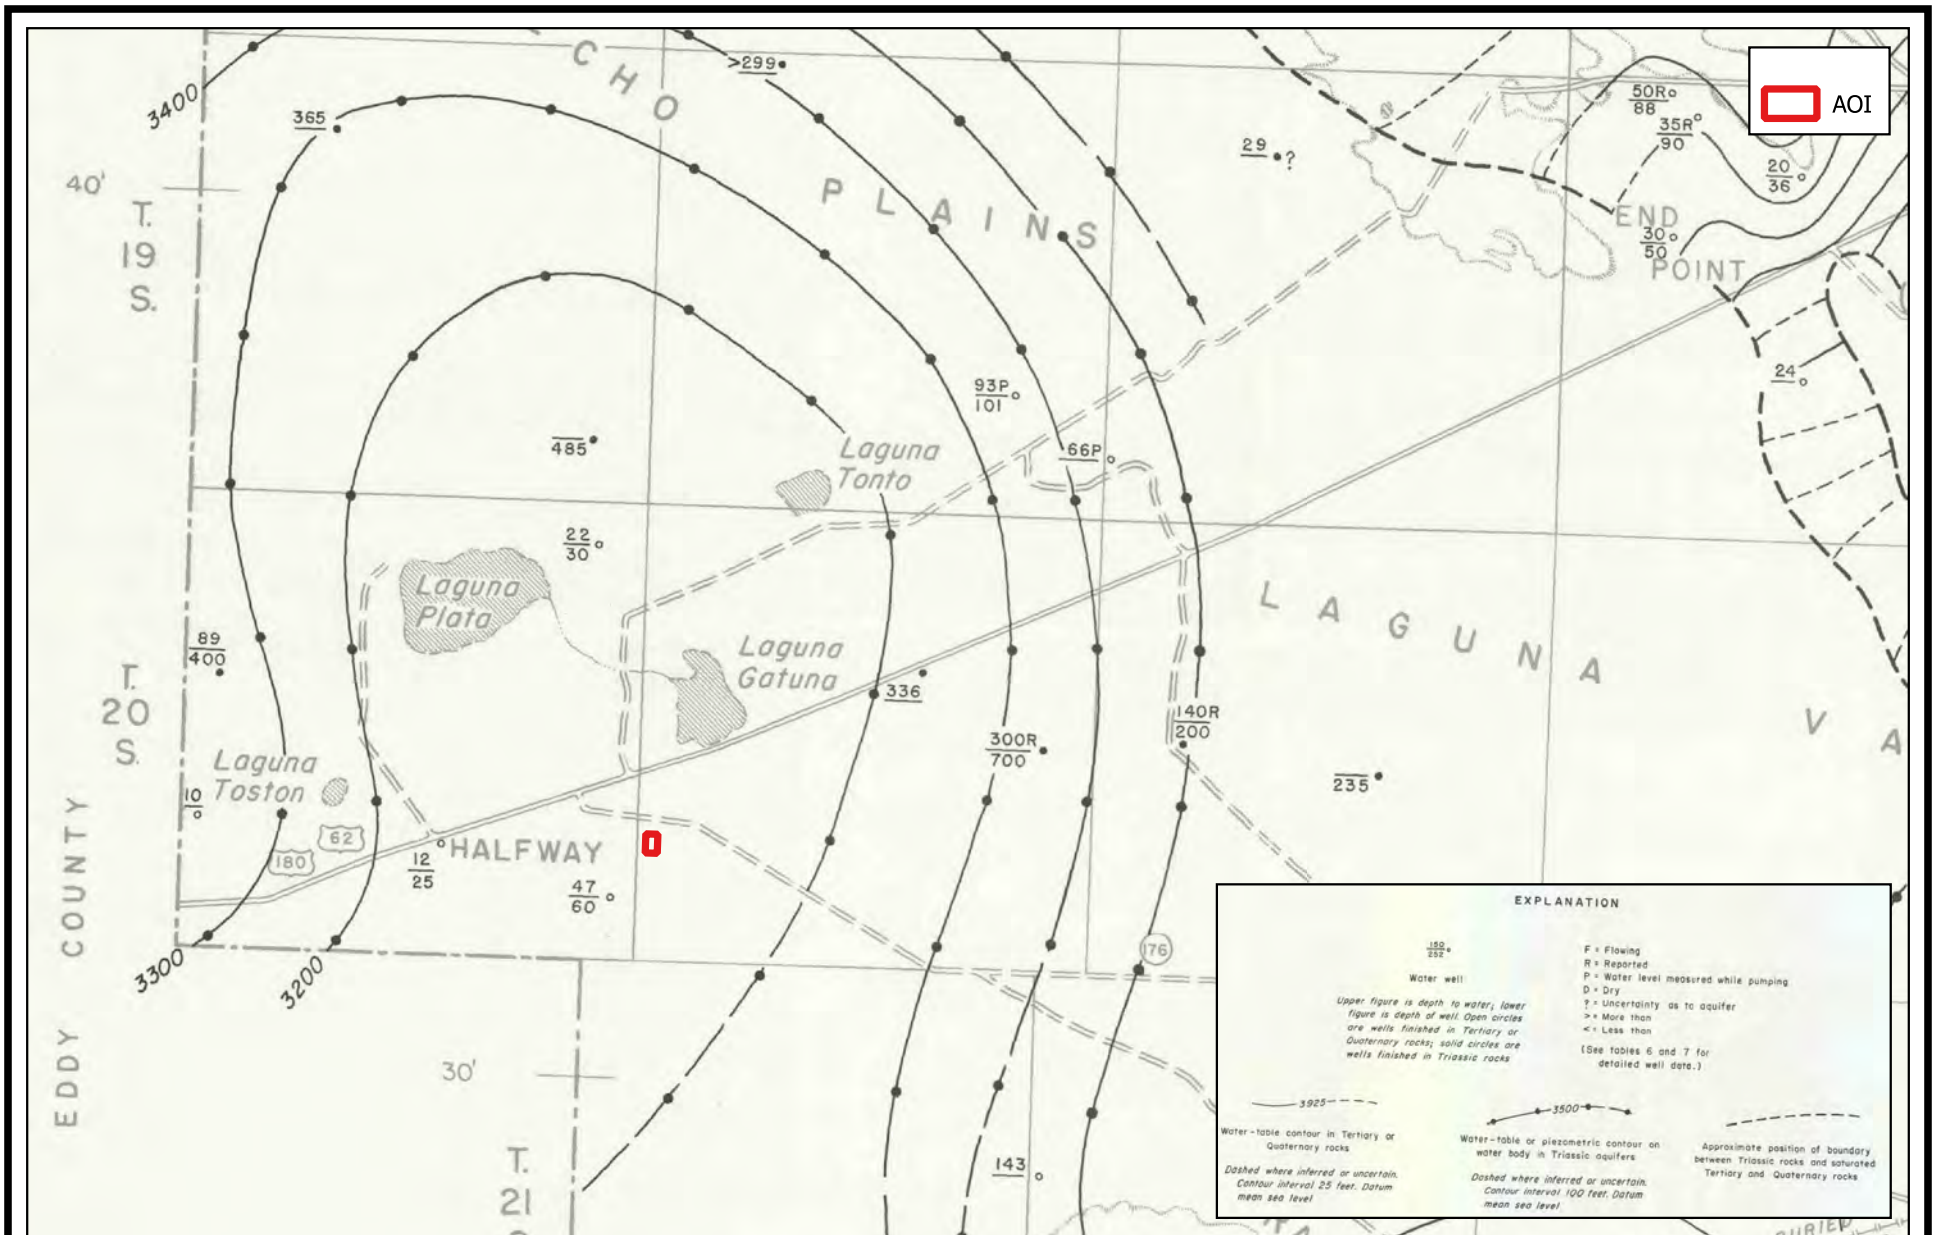 C H O
>299
3400
365
50R
88
AOI
35R
90
29 ?
20
36
40'
T.
19
S.
P L A I N S
END
30
50
POINT
24
93P
101
485
66P
Laguna
Tonto
22
30
Laguna
Plata
L A G U N A
89
400
Laguna
Gatuna
T.
20
S.
336
140R
200
V A
300R
700
235
Laguna
Toston
10
62
180
HALFWAY
12
25
47
60
EDDY COUNTY
3300
3200
176
30'
143
T.
21
EXPLANATION
150
252
Water well
Upper figure is depth to water; lower
figure is depth of well. Open circles
are wells finished in Tertiary or
Quaternary rocks; solid circles are
wells finished in Triassic rocks
F = Flowing
R = Reported
P = Water level measured while pumping
D = Dry
? = Uncertainty as to aquifer
> = More than
< = Less than
(See tables 6 and 7 for
detailed well data.)
3925
Water-table contour in Tertiary or
Quaternary rocks
Dashed where inferred or uncertain.
Contour interval 25 feet. Datum
mean sea level
3500
Water-table or piezometric contour on
water body in Triassic aquifers
Dashed where inferred or uncertain.
Contour interval 100 feet. Datum
mean sea level
Approximate position of boundary
between Triassic rocks and saturated
Tertiary and Quaternary rocks